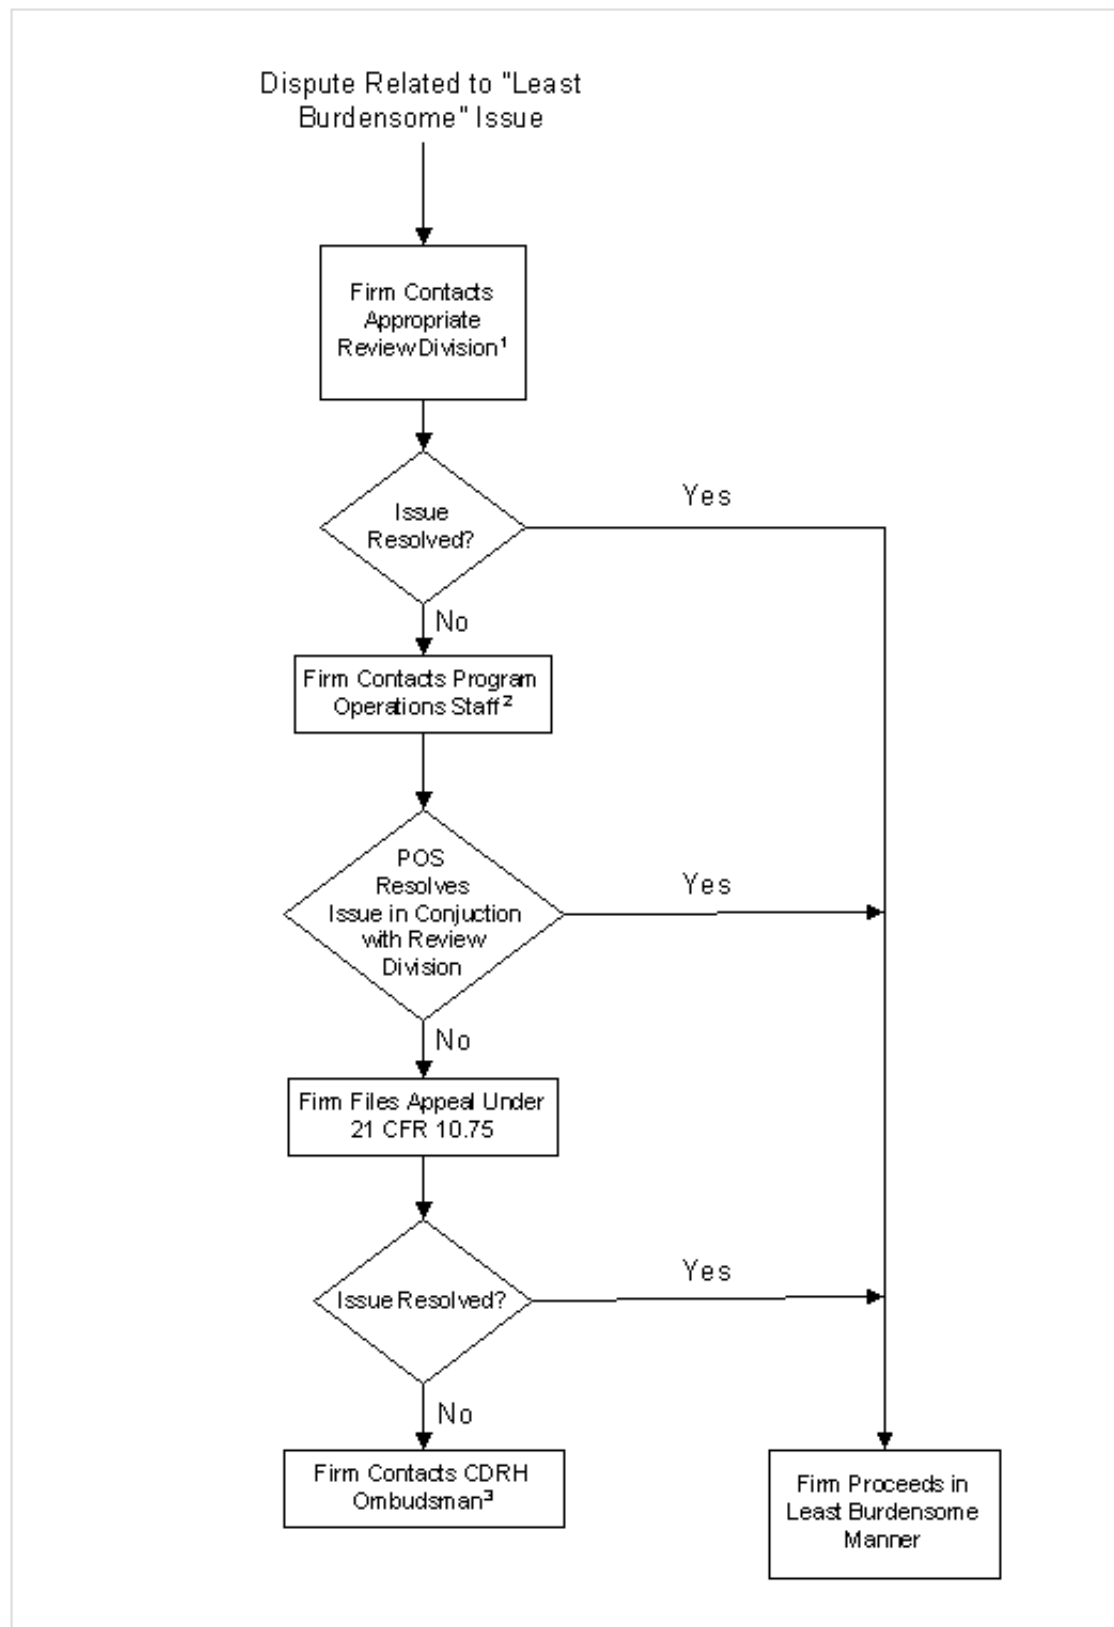 Dispute Related to "Least
Burdensome" Issue
Firm Contacts
Appropriate
Review Division¹
Issue
Resolved?
Yes
No
Firm Contacts Program
Operations Staff²
POS
Resolves
Issue in Conjuction
with Review
Division
Yes
No
Firm Files Appeal Under
21 CFR 10.75
Issue Resolved?
Yes
No
Firm Contacts CDRH
Ombudsman³
Firm Proceeds in
Least Burdensome
Manner